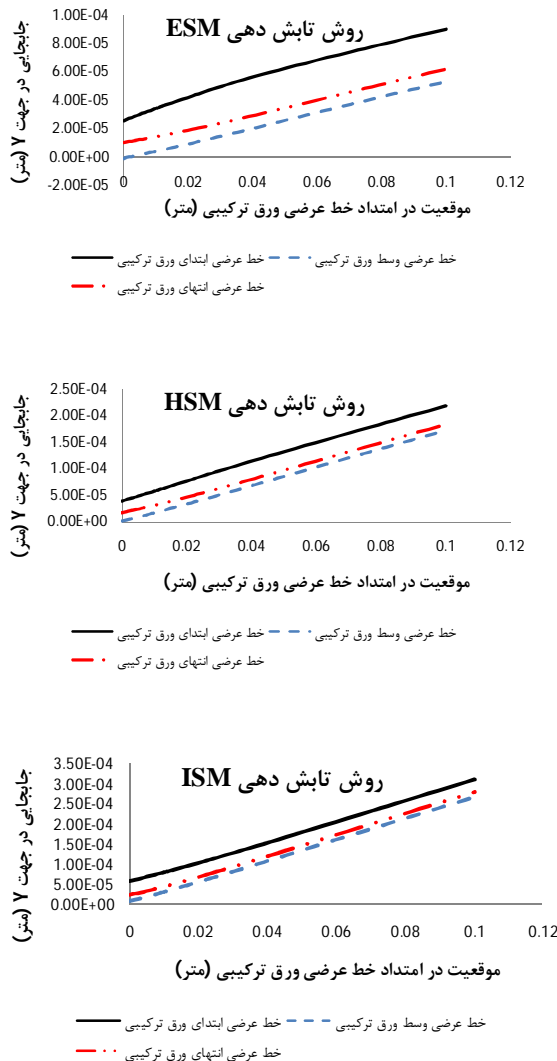 روش تابش دهی ESM
جابجایی در جهت Y (متر)
1.00E-04
8.00E-05
6.00E-05
4.00E-05
2.00E-05
0.00E+00
-2.00E-05
0 0.02 0.04 0.06 0.08 0.1 0.12
موقعیت در امتداد خط عرضی ورق ترکیبی (متر)
خط عرضی ابتدای ورق ترکیبی خط عرضی وسط ورق ترکیبی
خط عرضی انتهای ورق ترکیبی
روش تابش دهی HSM
جابجایی در جهت Y (متر)
2.50E-04
2.00E-04
1.50E-04
1.00E-04
5.00E-05
0.00E+00
0 0.02 0.04 0.06 0.08 0.1 0.12
موقعیت در امتداد خط عرضی ورق ترکیبی (متر)
خط عرضی ابتدای ورق ترکیبی خط عرضی وسط ورق ترکیبی
خط عرضی انتهای ورق ترکیبی
روش تابش دهی ISM
جابجایی در جهت Y (متر)
3.50E-04
3.00E-04
2.50E-04
2.00E-04
1.50E-04
1.00E-04
5.00E-05
0.00E+00
0 0.02 0.04 0.06 0.08 0.1 0.12
موقعیت در امتداد خط عرضی ورق ترکیبی (متر)
خط عرضی ابتدای ورق ترکیبی خط عرضی وسط ورق ترکیبی
خط عرضی انتهای ورق ترکیبی